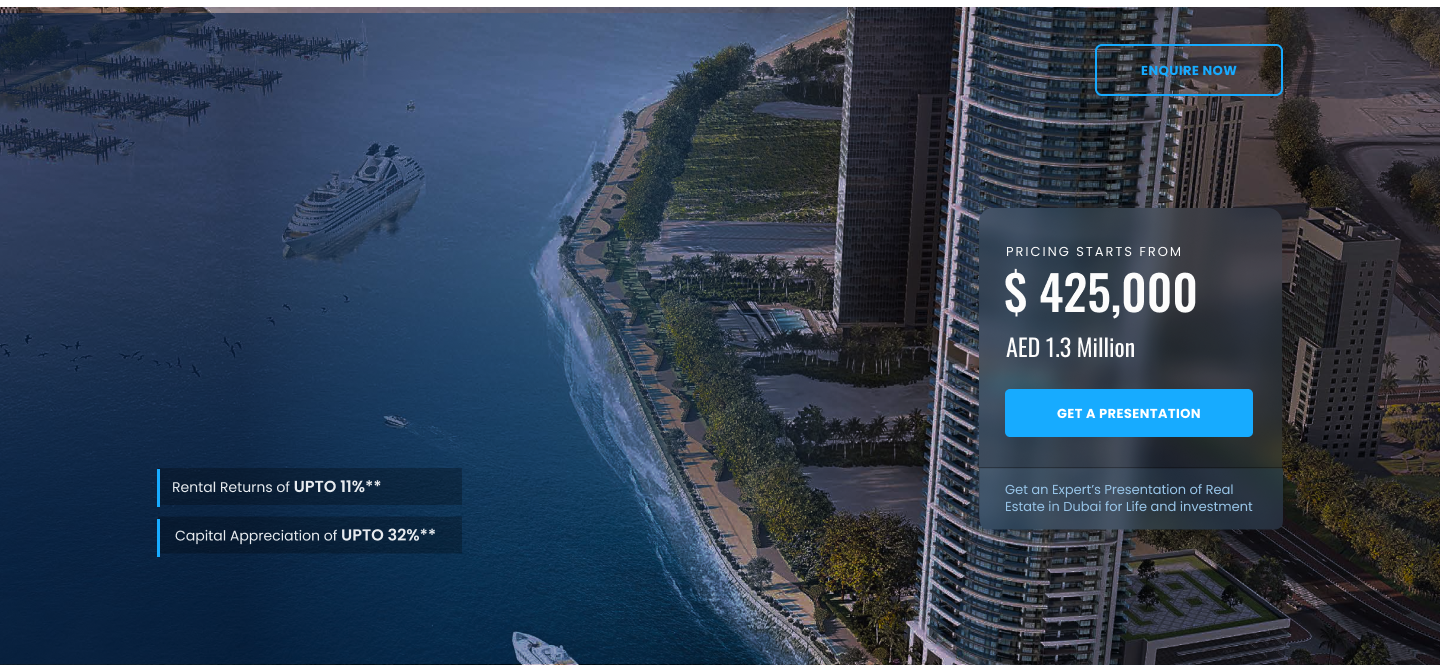 ENQUIRE NOW
PRICING STARTS FROM
$ 425,000
AED 1.3 Million
GET A PRESENTATION
Get an Expert's Presentation of Real
Estate in Dubai for Life and investment
Rental Returns of UPTO 11%**
Capital Appreciation of UPTO 32%**